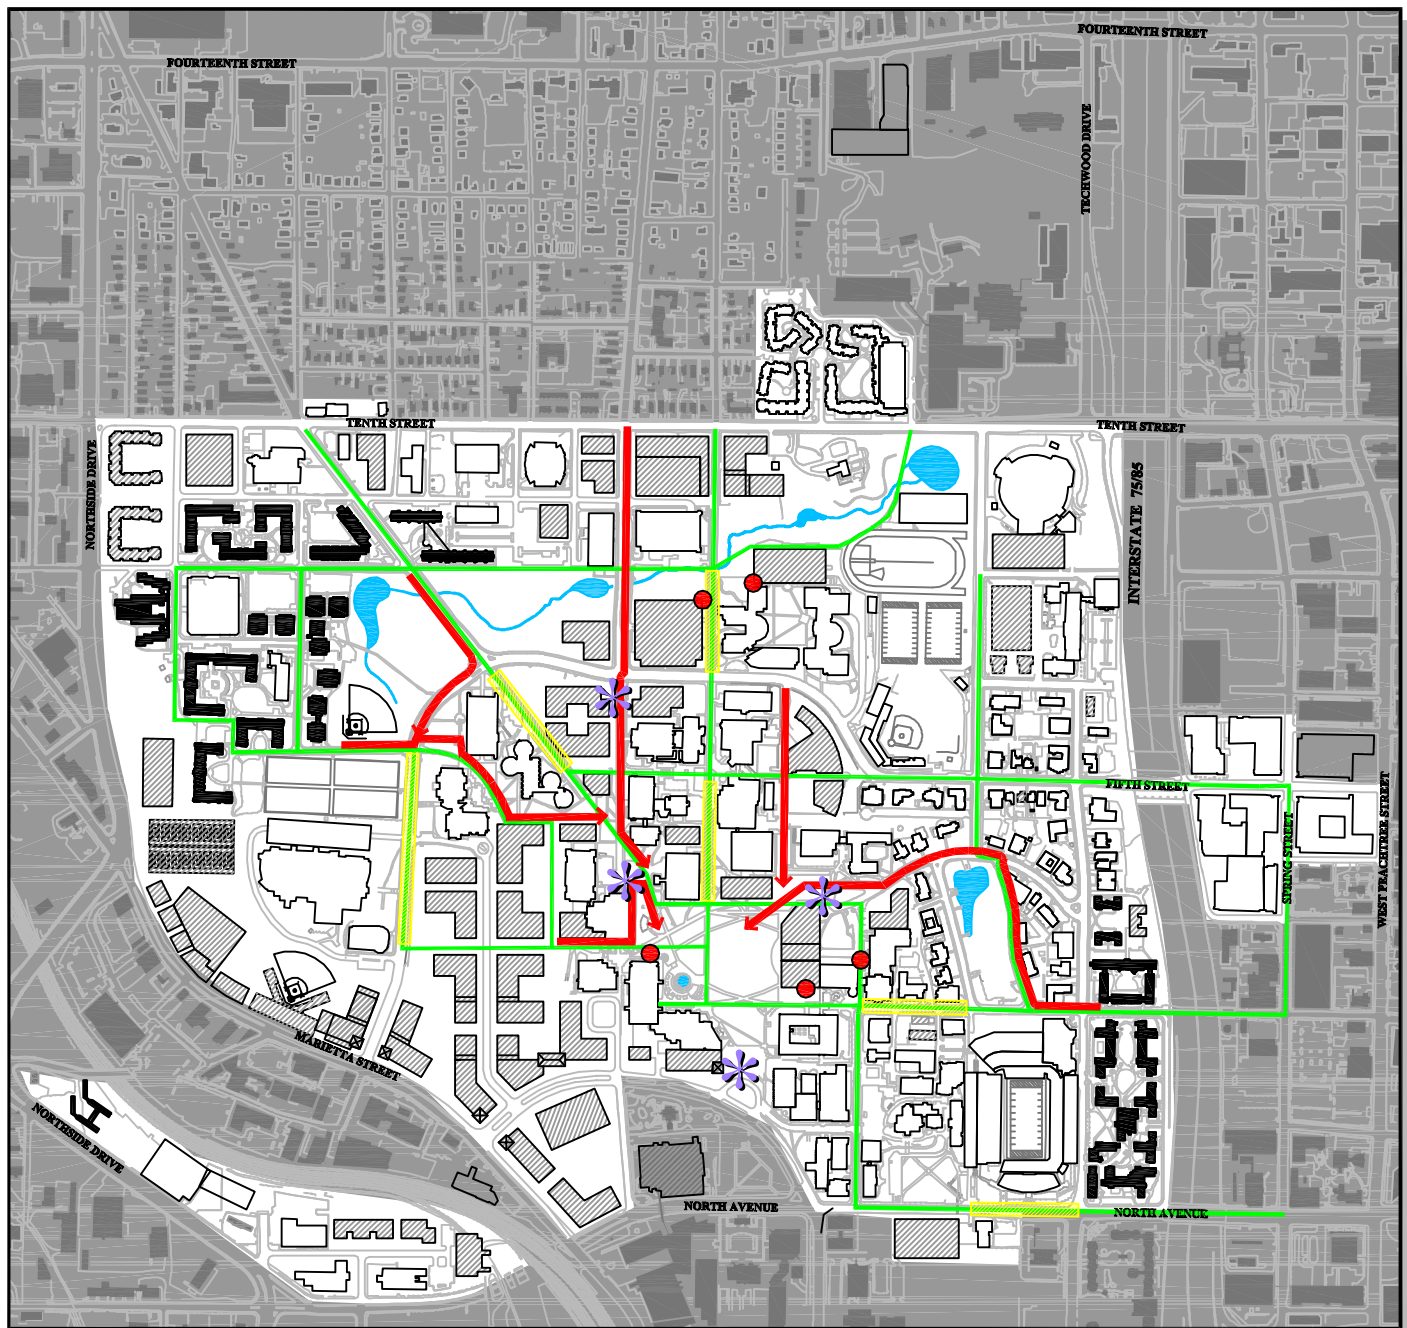 FOURTEENTH STREET
FOURTEENTH STREET
TECHWOOD DRIVE
TENTH STREET
TENTH STREET
NORTHSIDE DRIVE
INTERSTATE 75/85
FIFTH STREET
SPRING STREET
WEST PEACHTREE STREET
MARIETTA STREET
NORTHSIDE DRIVE
NORTH AVENUE
NORTH AVENUE